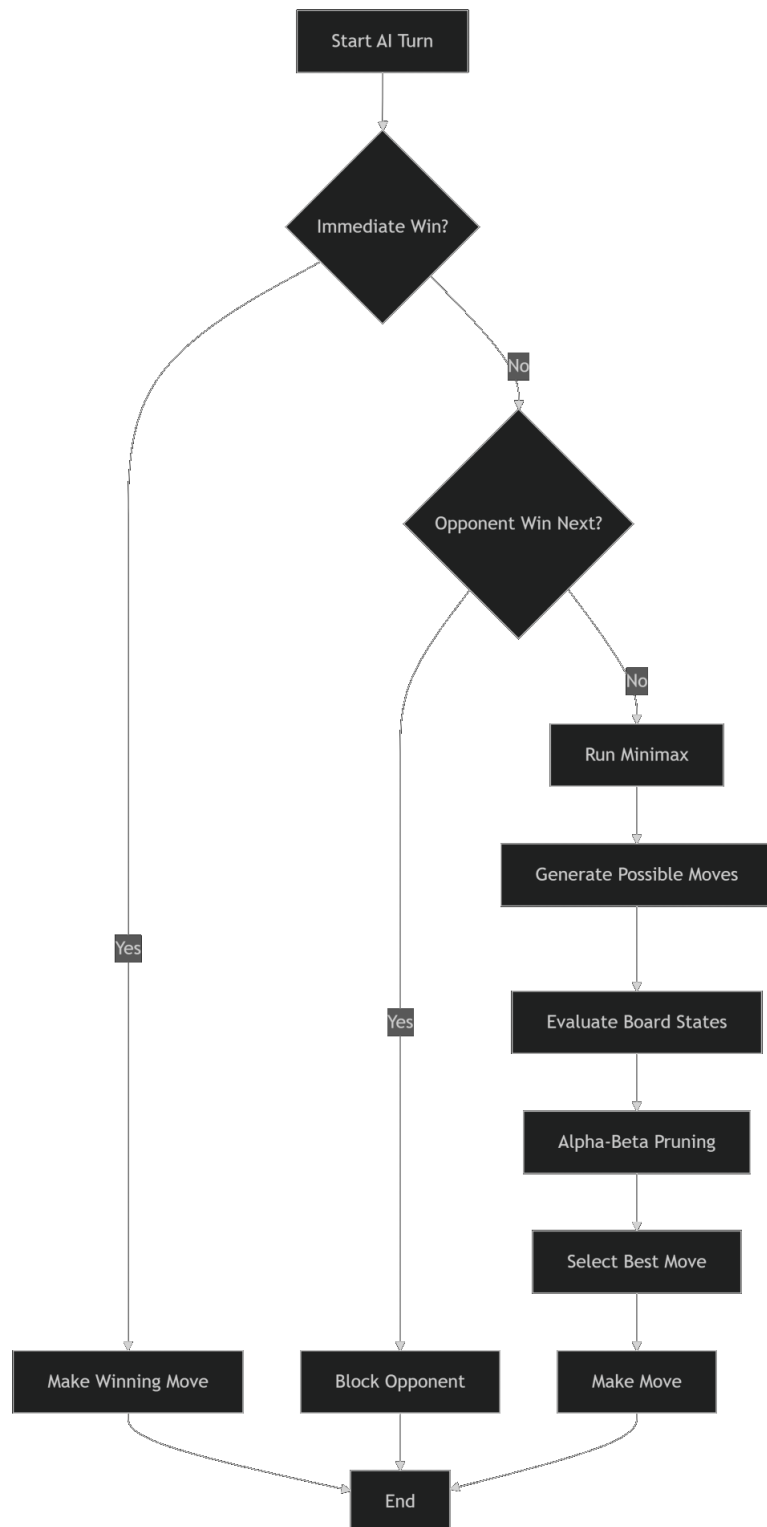 Start AI Turn
Immediate Win?
No
Opponent Win Next?
No
Run Minimax
Generate Possible Moves
Yes
Evaluate Board States
Yes
Alpha-Beta Pruning
Select Best Move
Make Winning Move
Block Opponent
Make Move
End